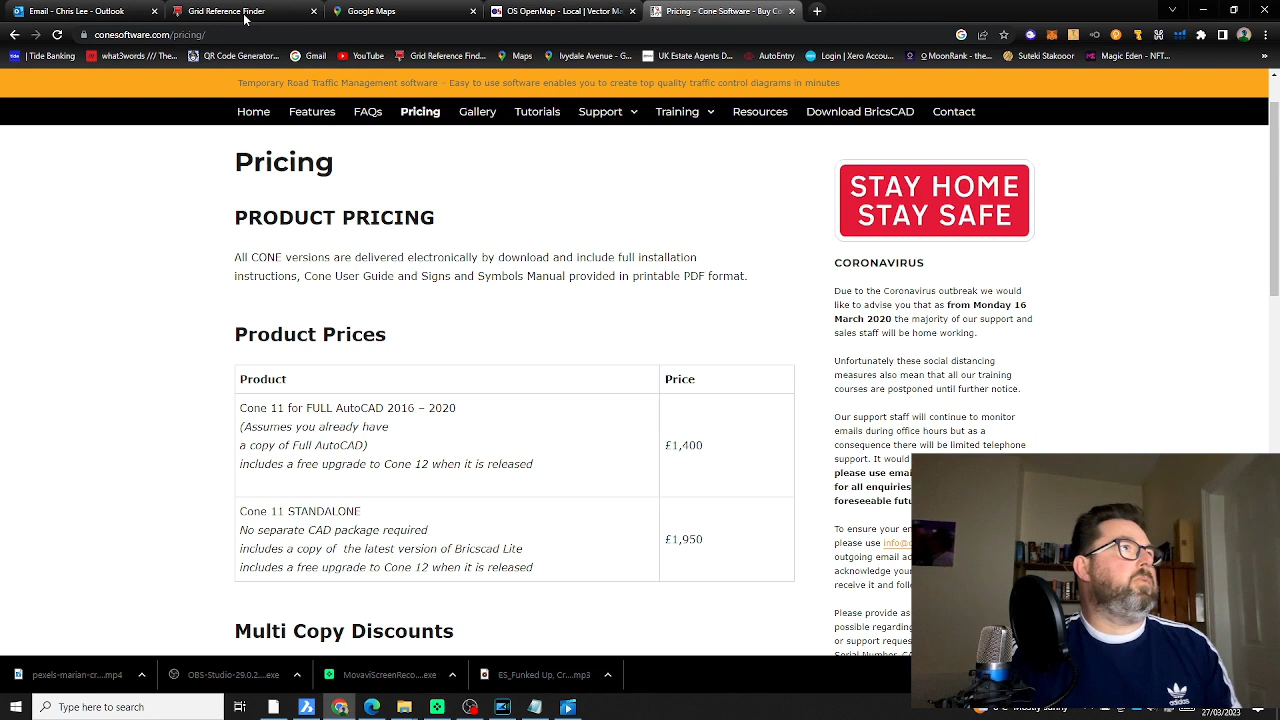 Email - Chris Lee - Outlook
Grid Reference Finder
Google Maps
OS OpenMap - Local | Vector Ma
Pricing - Cone Software - Buy Co
conesoftware.com/pricing/
| Tide Banking
what3words /// The...
QR Code Generator...
Gmail
YouTube
Grid Reference Find...
Maps
Ivydale Avenue - G...
UK Estate Agents D...
AutoEntry
Login | Xero Accou...
Q MoonRank - the...
Suteki Stakooor
Magic Eden - NFT...
Temporary Road Traffic Management software – Easy to use software enables you to create top quality traffic control diagrams in minutes
Home Features FAQs Pricing Gallery Tutorials Support Training Resources Download BricsCAD Contact
Pricing
PRODUCT PRICING
All CONE versions are delivered electronically by download and include full installation
instructions, Cone User Guide and Signs and Symbols Manual provided in printable PDF format.
Product Prices
Product Price
Cone 11 for FULL AutoCAD 2016 – 2020
(Assumes you already have
a copy of Full AutoCAD)
includes a free upgrade to Cone 12 when it is released
£1,400
Cone 11 STANDALONE
No separate CAD package required
includes a copy of the latest version of Bricscad Lite
includes a free upgrade to Cone 12 when it is released
£1,950
Multi Copy Discounts
STAY HOME
STAY SAFE
CORONAVIRUS
Due to the Coronavirus outbreak we would
like to advise you that as from Monday 16
March 2020 the majority of our support and
sales staff will be home working.
Unfortunately these social distancing
measures also mean that all our training
courses are postponed until further notice.
Our support staff will continue to monitor
emails during office hours but as a
consequence there will be limited telephone
support. It would
please use emai
for all enquiries
foreseeable futu
To ensure your en
please use info@c
outgoing email ad
acknowledge your
receive it and follo
Please provide as
possible regarding
or support reques
Serial Number, CO
pexels-marian-cr....mp4
OBS-Studio-29.0.2....exe
MovaviScreenReco....exe
ES_Funked Up, Cr....mp3
Type here to search
adidas
27/03/2023